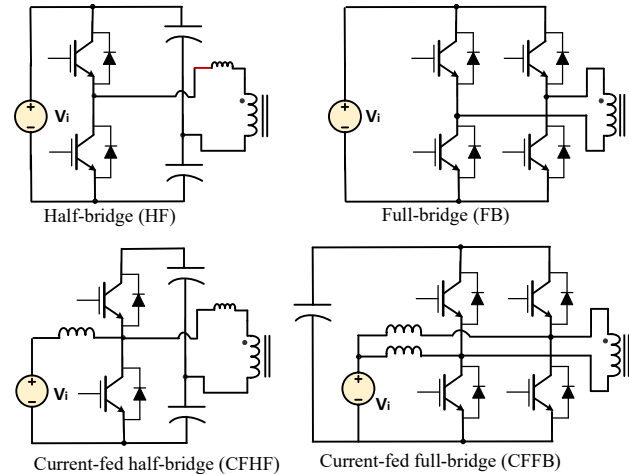 Vi
Vi
Half-bridge (HF)
Full-bridge (FB)
Vi
Vi
Current-fed half-bridge (CFHF)
Current-fed full-bridge (CFFB)